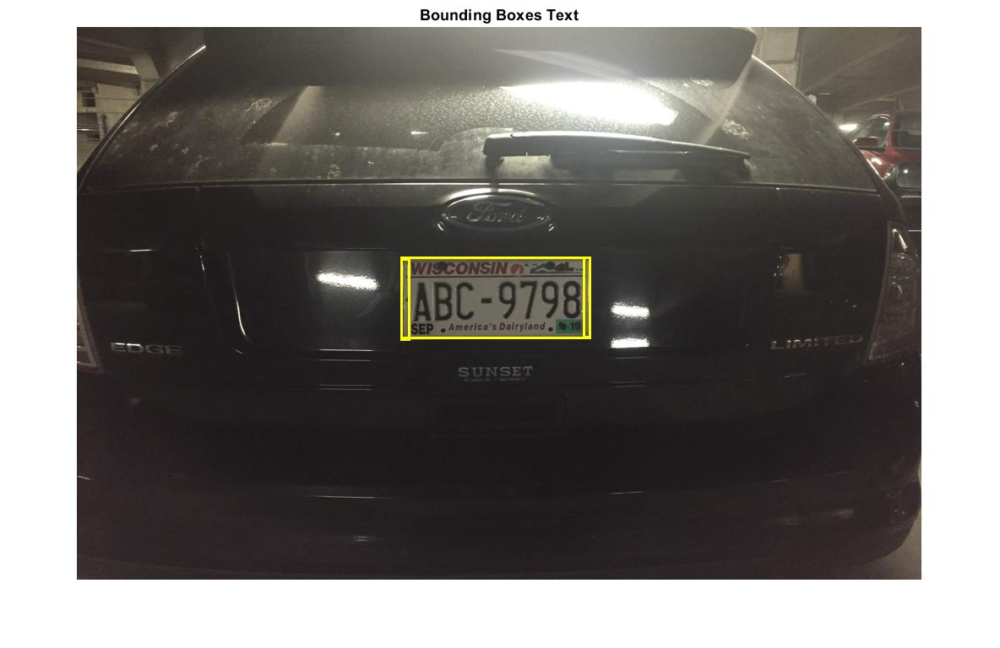 Bounding Boxes Text
Ford
WISCONSIN
ABC-9798
SEP America's Dairyland 19
EDGE
LIMITED
SUNSET